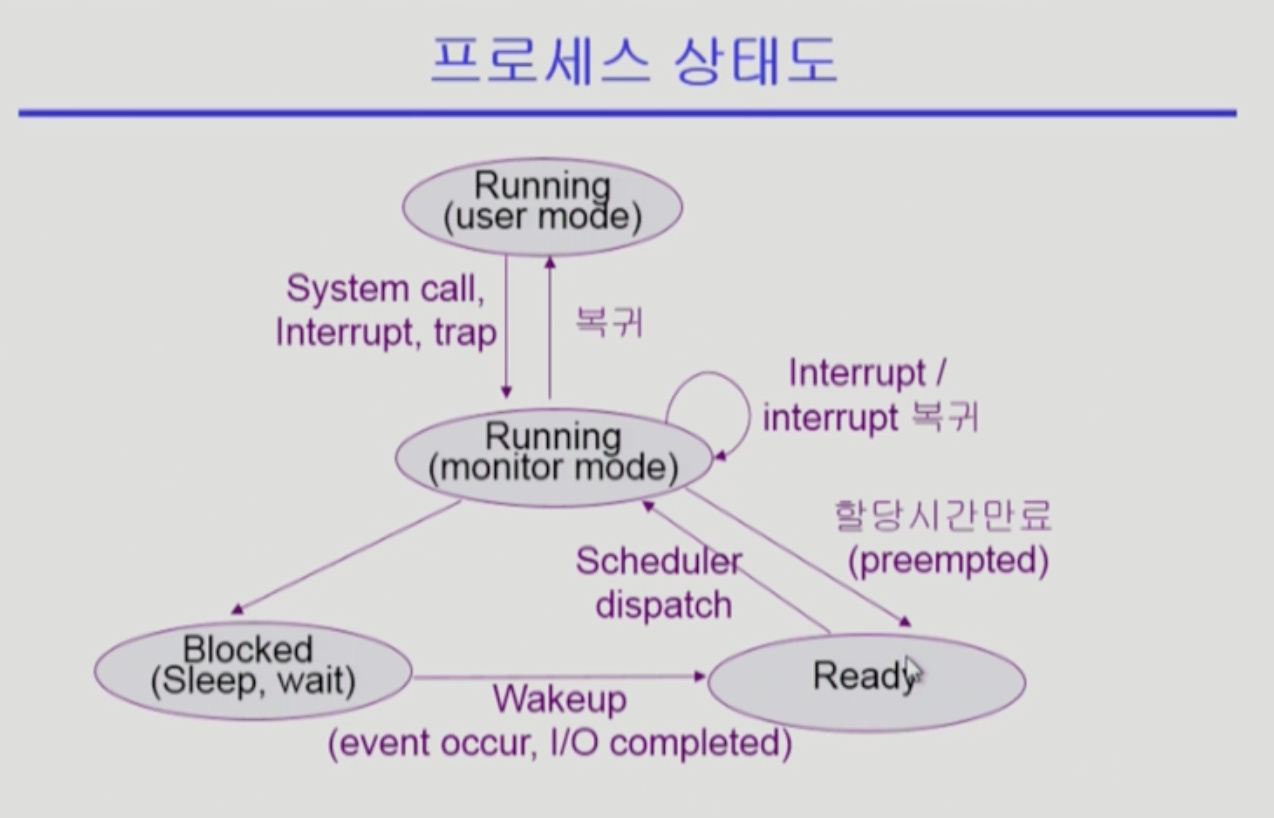 프로세스 상태도
Running
(user mode)
System call,
Interrupt, trap
복귀
Interrupt /
interrupt 복귀
Running
(monitor mode)
할당시간만료
(preempted)
Scheduler
dispatch
Blocked
(Sleep, wait)
Ready
Wakeup
(event occur, I/O completed)